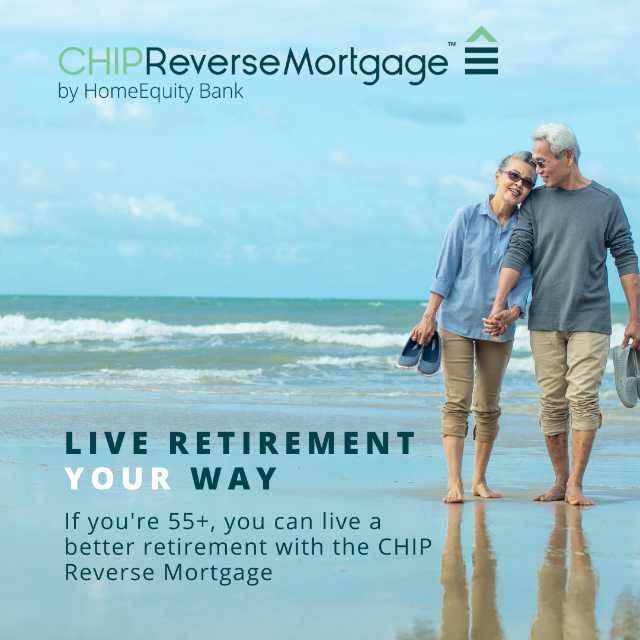 CHIPReverseMortgage™
by HomeEquity Bank
LIVE RETIREMENT
YOUR WAY
If you're 55+, you can live a
better retirement with the CHIP
Reverse Mortgage